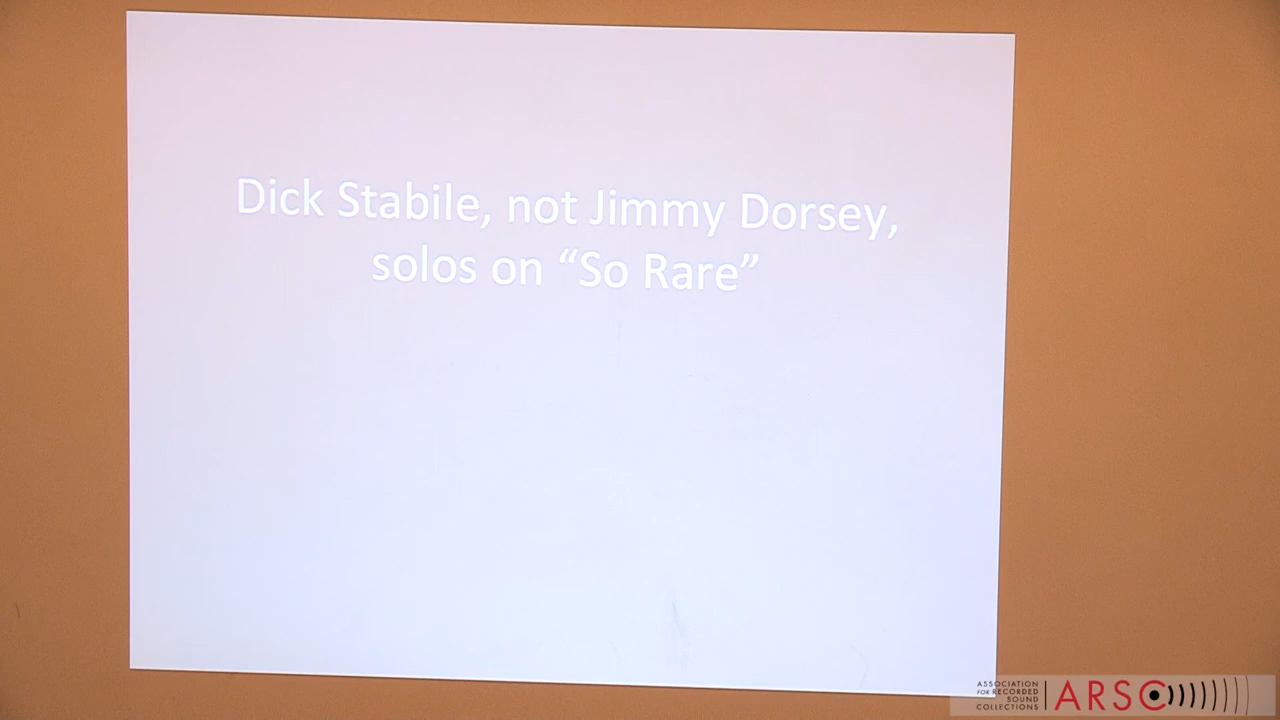 Dick Stabile, not Jimmy Dorsey,
solos on “So Rare”
ASSOCIATION
FOR RECORDED
SOUND
COLLECTIONS
ARSC